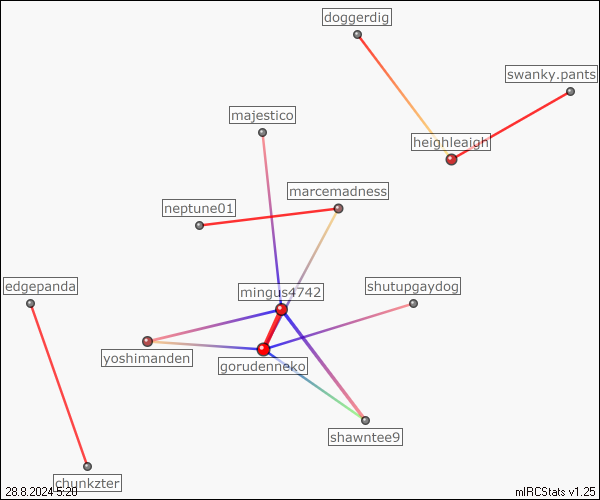 doggerdig
swanky.pants
majestico
heighleaigh
marcemadness
neptune01
edgepanda
mingus4742
shutupgaydog
yoshimanden
gorudenneko
shawntee9
chunkzter
28.8.2024 5:20
mIRCStats v1.25